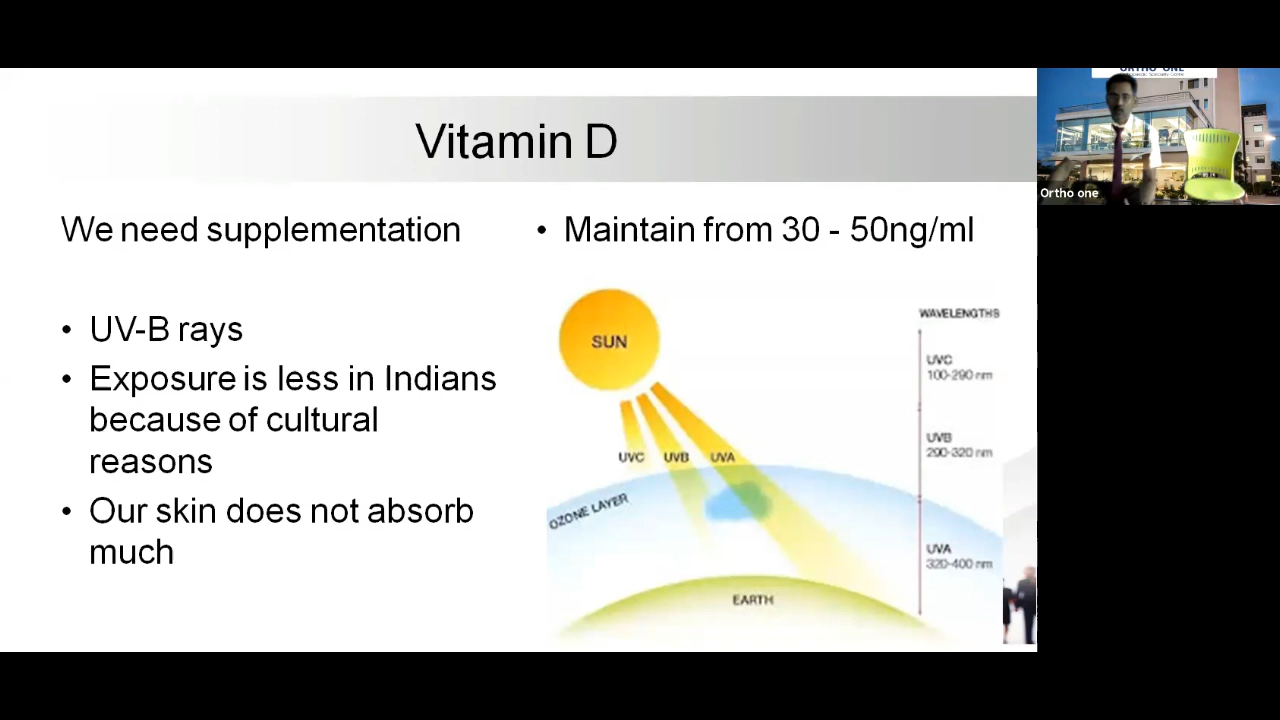 Vitamin D
We need supplementation
• UV-B rays
• Exposure is less in Indians
because of cultural
reasons
• Our skin does not absorb
much
• Maintain from 30 - 50ng/ml
SUN
UVC
UVB
UVA
OZONE LAYER
EARTH
WAVELENGTHS
UVC
100-290 nm
UVB
290-320 nm
UVA
320-400 nm
ORTHO ONE
Ortho one